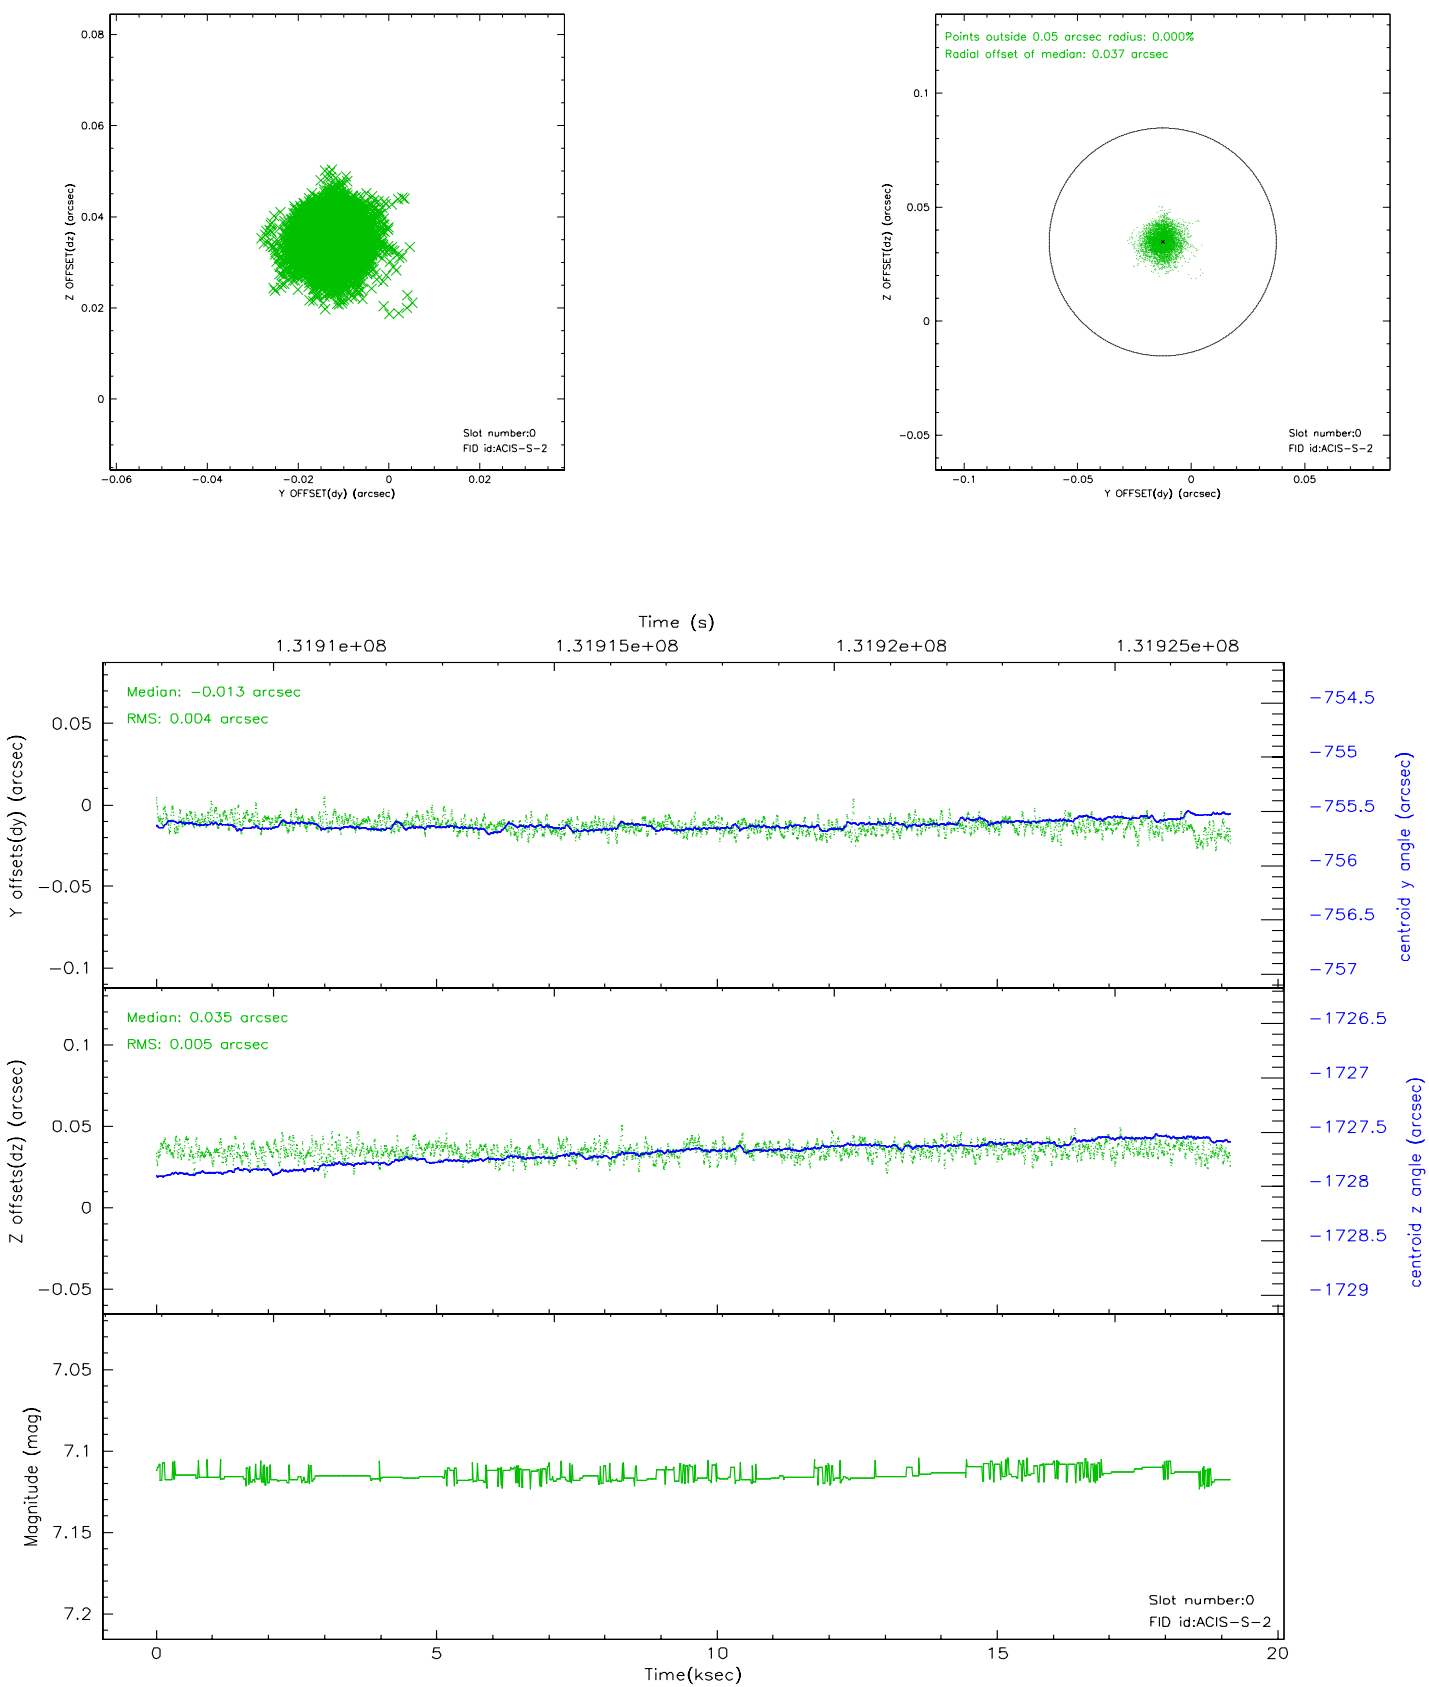 0.08
0.06
0.04
0.02
0
Z OFFSET(dz) (arcsec)
−0.06
−0.04
−0.02
0
0.02
Y OFFSET(dy) (arcsec)
Slot number:0
FID id:ACIS−S−2
Points outside 0.05 arcsec radius: 0.000%
Radial offset of median: 0.037 arcsec
0.1
0.05
0
−0.05
Z OFFSET(dz) (arcsec)
−0.1
−0.05
0
0.05
Y OFFSET(dy) (arcsec)
Slot number:0
FID id:ACIS−S−2
Time (s)
1.3191e+08
1.31915e+08
1.3192e+08
1.31925e+08
Median: −0.013 arcsec
RMS: 0.004 arcsec
0.05
0
−0.05
−0.1
Y offsets(dy) (arcsec)
−754.5
−755
−755.5
−756
−756.5
−757
centroid y angle (arcsec)
Median: 0.035 arcsec
RMS: 0.005 arcsec
0.1
0.05
0
−0.05
Z offsets(dz) (arcsec)
−1726.5
−1727
−1727.5
−1728
−1728.5
−1729
centroid z angle (arcsec)
7.05
7.1
7.15
7.2
Magnitude (mag)
Slot number:0
FID id:ACIS−S−2
0
5
10
15
20
Time(ksec)